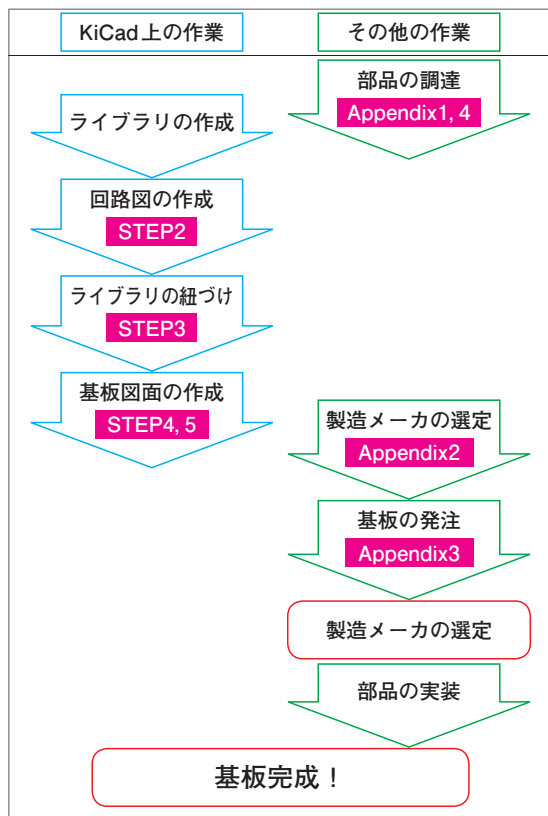 KiCad上の作業
その他の作業
部品の調達
Appendix1, 4
ライブラリの作成
回路図の作成
STEP2
ライブラリの紐づけ
STEP3
基板図面の作成
STEP4, 5
製造メーカの選定
Appendix2
基板の発注
Appendix3
製造メーカの選定
部品の実装
基板完成！